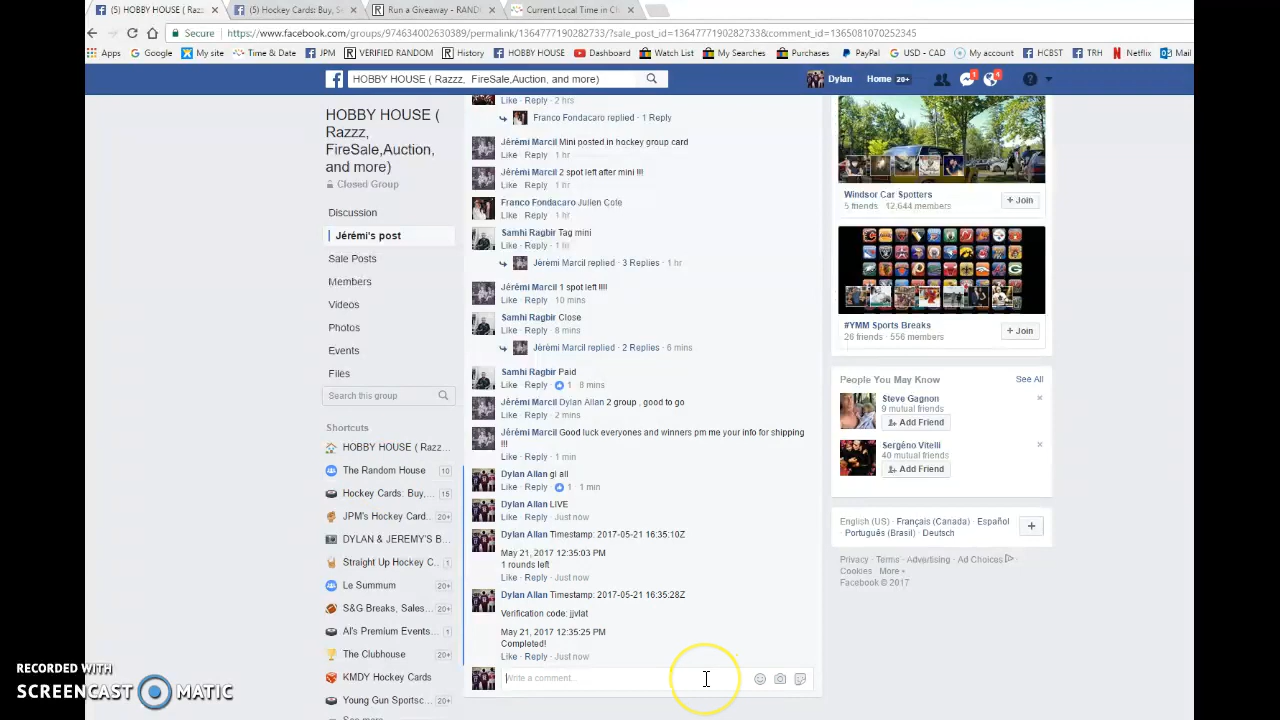 (5) HOBBY HOUSE ( Razz
(5) Hockey Cards: Buy, S
Run a Giveaway - RAND
Current Local Time in C
Secure
https://www.facebook.com/groups/974634002630389/permalink/1364777190282733/?sale_post_id=1364777190282733&comment_id=1365081070252345
Apps
Google
My site
Time & Date
JPM
VERIFIED RANDOM
History
HOBBY HOUSE
Dashboard
Watch List
My Searches
Purchases
PayPal
USD - CAD
My account
HCBST
TRH
Netflix
Mail
HOBBY HOUSE ( Razzz, FireSale,Auction, and more)
Dylan
Home 20+
1
4
HOBBY HOUSE (
Razzz,
FireSale,Auction,
and more)
Closed Group
Discussion
Jérémi's post
Sale Posts
Members
Videos
Photos
Events
Files
Search this group
Shortcuts
HOBBY HOUSE ( Razz...
The Random House 10
Hockey Cards: Buy,... 15
JPM's Hockey Card... 20+
DYLAN & JEREMY'S B...
Straight Up Hockey C... 1
Le Summum 20+
S&G Breaks, Sales... 20+
Al's Premium Events... 1
The Clubhouse 20+
KMDY Hockey Cards
Young Gun Sportsc... 20+
See more...
Like · Reply · 2 hrs
Franco Fondacaro replied · 1 Reply
Jérémi Marcil Mini posted in hockey group card
Like · Reply · 1 hr
Jérémi Marcil 2 spot left after mini !!!
Like · Reply · 1 hr
Franco Fondacaro Julien Cote
Like · Reply · 1 hr
Samhi Ragbir Tag mini
Like · Reply · 1 hr
Jérémi Marcil replied · 3 Replies · 1 hr
Jérémi Marcil 1 spot left !!!!
Like · Reply · 10 mins
Samhi Ragbir Close
Like · Reply · 8 mins
Jérémi Marcil replied · 2 Replies · 6 mins
Samhi Ragbir Paid
Like · Reply · 1 · 8 mins
Jérémi Marcil Dylan Allan 2 group , good to go
Like · Reply · 2 mins
Jérémi Marcil Good luck everyones and winners pm me your info for shipping
!!!
Like · Reply · 1 min
Dylan Allan gl all
Like · Reply · 1 · 1 min
Dylan Allan LIVE
Like · Reply · Just now
Dylan Allan Timestamp: 2017-05-21 16:35:10Z
May 21, 2017 12:35:03 PM
1 rounds left
Like · Reply · Just now
Dylan Allan Timestamp: 2017-05-21 16:35:28Z
Verification code: jjvlat
May 21, 2017 12:35:25 PM
Completed!
Like · Reply · Just now
Write a comment...
Windsor Car Spotters
5 friends · 12,644 members
+ Join
#YMM Sports Breaks
26 friends · 556 members
+ Join
People You May Know
See All
Steve Gagnon
9 mutual friends
Add Friend
Sergéno Vitelli
40 mutual friends
Add Friend
English (US) · Français (Canada) · Español
Português (Brasil) · Deutsch
Privacy · Terms · Advertising · Ad Choices
Cookies · More
Facebook © 2017
RECORDED WITH
SCREENCAST MATIC